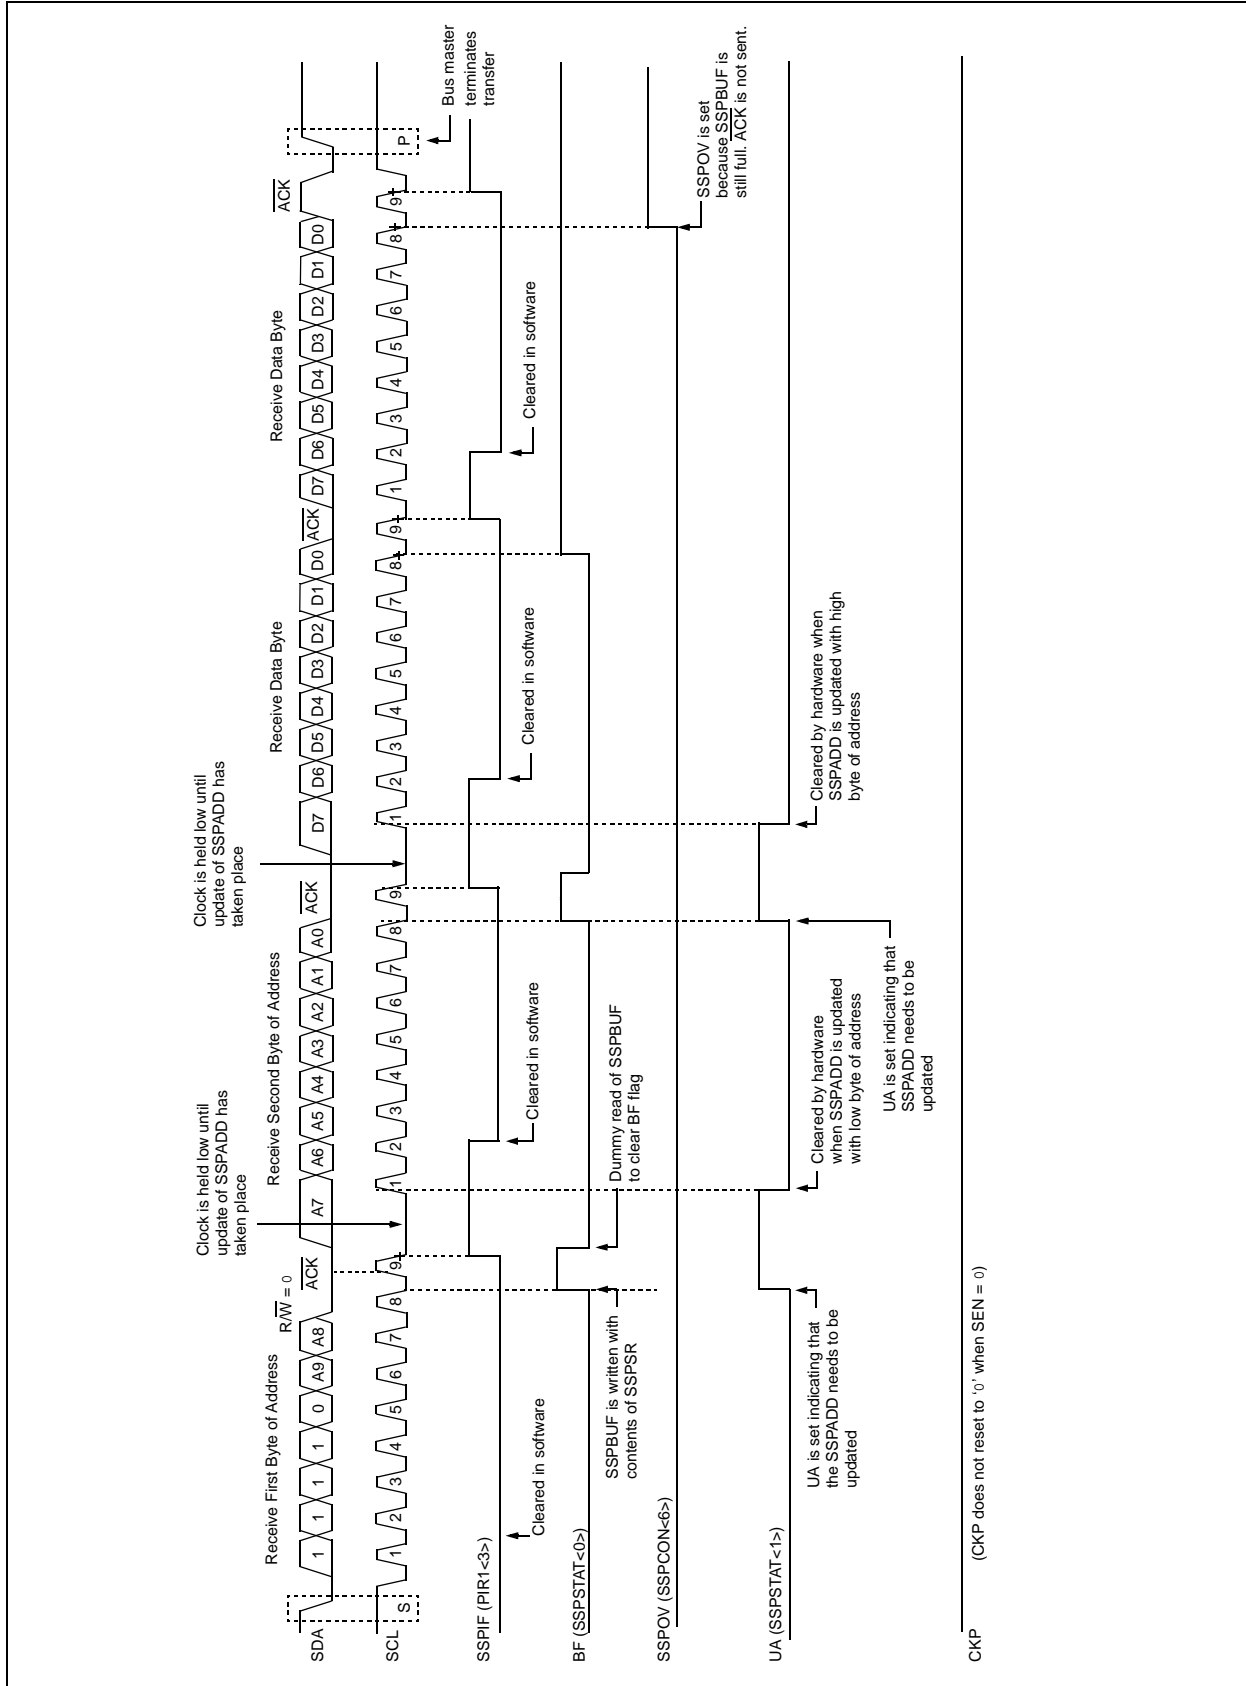 Receive First Byte of Address
R/W = 0
ACK
Clock is held low until
update of SSPADD has
taken place
Receive Second Byte of Address
ACK
Clock is held low until
update of SSPADD has
taken place
Receive Data Byte
ACK
Receive Data Byte
ACK
SDA
1
1
1
1
0
A9
A8
A7
A6
A5
A4
A3
A2
A1
A0
D7
D6
D5
D4
D3
D2
D1
D0
D7
D6
D5
D4
D3
D2
D1
D0
SCL
S
1
2
3
4
5
6
7
8
9
1
2
3
4
5
6
7
8
9
1
2
3
4
5
6
7
8
9
1
2
3
4
5
6
7
8
9
P
Bus master
terminates
transfer
SSPIF (PIR1<3>)
Cleared in software
Cleared in software
Cleared in software
Cleared in software
BF (SSPSTAT<0>)
SSPBUF is written with
contents of SSPSR
Dummy read of SSPBUF
to clear BF flag
SSPOV (SSPCON<6>)
SSPOV is set
because SSPBUF is
still full. ACK is not sent.
UA (SSPSTAT<1>)
UA is set indicating that
the SSPADD needs to be
updated
Cleared by hardware
when SSPADD is updated
with low byte of address
UA is set indicating that
SSPADD needs to be
updated
Cleared by hardware when
SSPADD is updated with high
byte of address
CKP
(CKP does not reset to ‘0’ when SEN = 0)